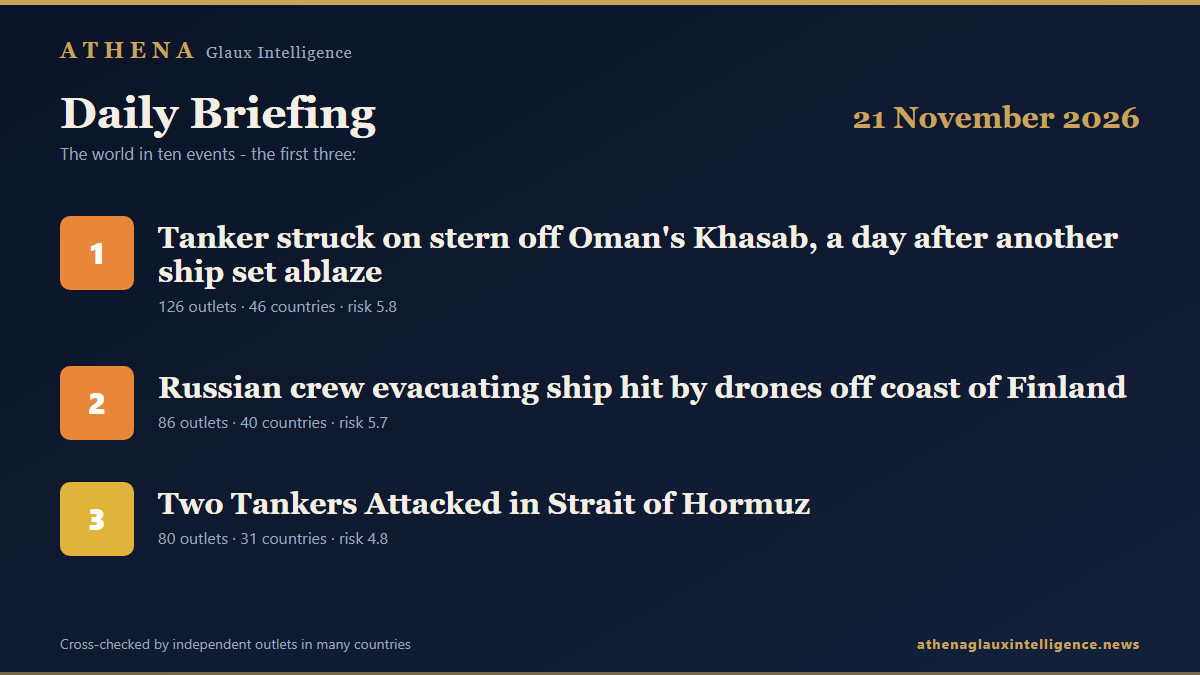 ATHENA Glaux Intelligence
Daily Briefing
21 November 2026
The world in ten events - the first three:
1
Tanker struck on stern off Oman's Khasab, a day after another
ship set ablaze
126 outlets · 46 countries · risk 5.8
2
Russian crew evacuating ship hit by drones off coast of Finland
86 outlets · 40 countries · risk 5.7
3
Two Tankers Attacked in Strait of Hormuz
80 outlets · 31 countries · risk 4.8
Cross-checked by independent outlets in many countries
athenaglauxintelligence.news